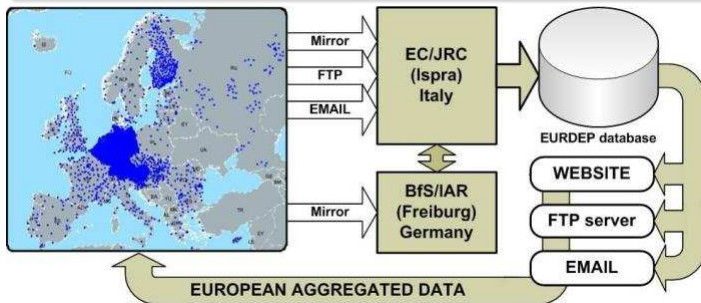 Mirror
FTP
EMAIL
Mirror
EC/JRC
(Ispra)
Italy
BfS/IAR
(Freiburg)
Germany
EURDEP database
WEBSITE
FTP server
EMAIL
EUROPEAN AGGREGATED DATA